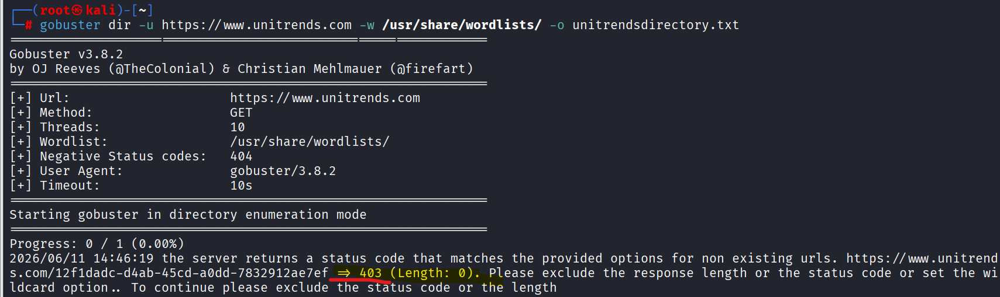 ┌──(root㉿kali)-[~]
└─# gobuster dir -u https://www.unitrends.com -w /usr/share/wordlists/ -o unitrendsdirectory.txt
===============================================================
Gobuster v3.8.2
by OJ Reeves (@TheColonial) & Christian Mehlmauer (@firefart)
===============================================================
[+] Url:                     https://www.unitrends.com
[+] Method:                  GET
[+] Threads:                 10
[+] Wordlist:                /usr/share/wordlists/
[+] Negative Status codes:   404
[+] User Agent:              gobuster/3.8.2
[+] Timeout:                 10s
===============================================================
Starting gobuster in directory enumeration mode
===============================================================
Progress: 0 / 1 (0.00%)
2026/06/11 14:46:19 the server returns a status code that matches the provided options for non existing urls. https://www.unitrend
s.com/12f1dadc-d4ab-45cd-a0dd-7832912ae7ef => 403 (Length: 0). Please exclude the response length or the status code or set the wi
ldcard option.. To continue please exclude the status code or the length